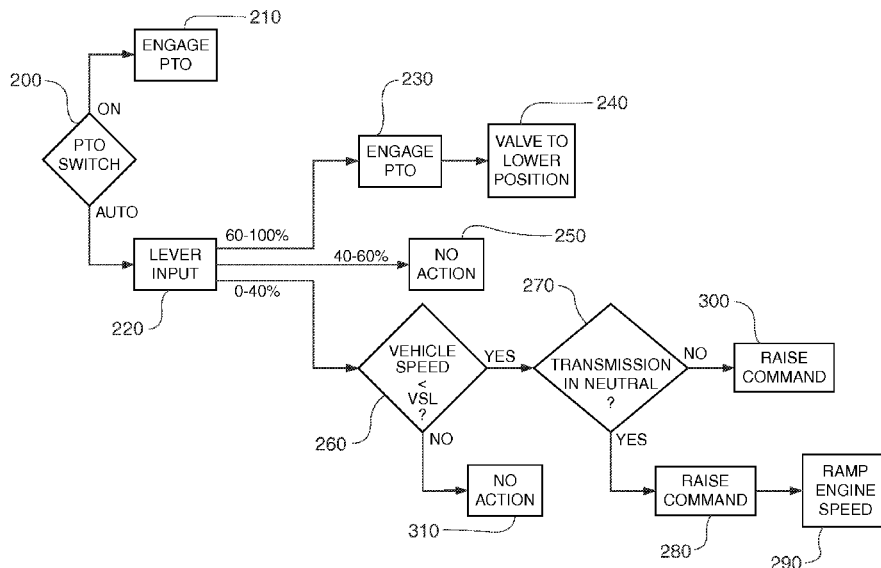 210
ENGAGE
PTO
200
ON
PTO
SWITCH
AUTO
230
ENGAGE
PTO
240
VALVE TO
LOWER
POSITION
LEVER
INPUT
220
60-100%
40-60%
0-40%
250
NO
ACTION
VEHICLE
SPEED
<
VSL
?
260
YES
NO
NO
ACTION
310
270
TRANSMISSION
IN NEUTRAL
?
NO
300
RAISE
COMMAND
YES
RAISE
COMMAND
280
RAMP
ENGINE
SPEED
290